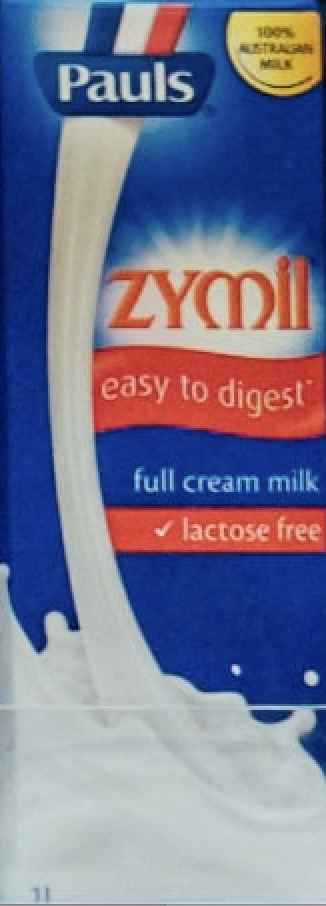 Pauls
100%
AUSTRALIAN
MILK
zymil
easy to digest
full cream milk
✓ lactose free
1l